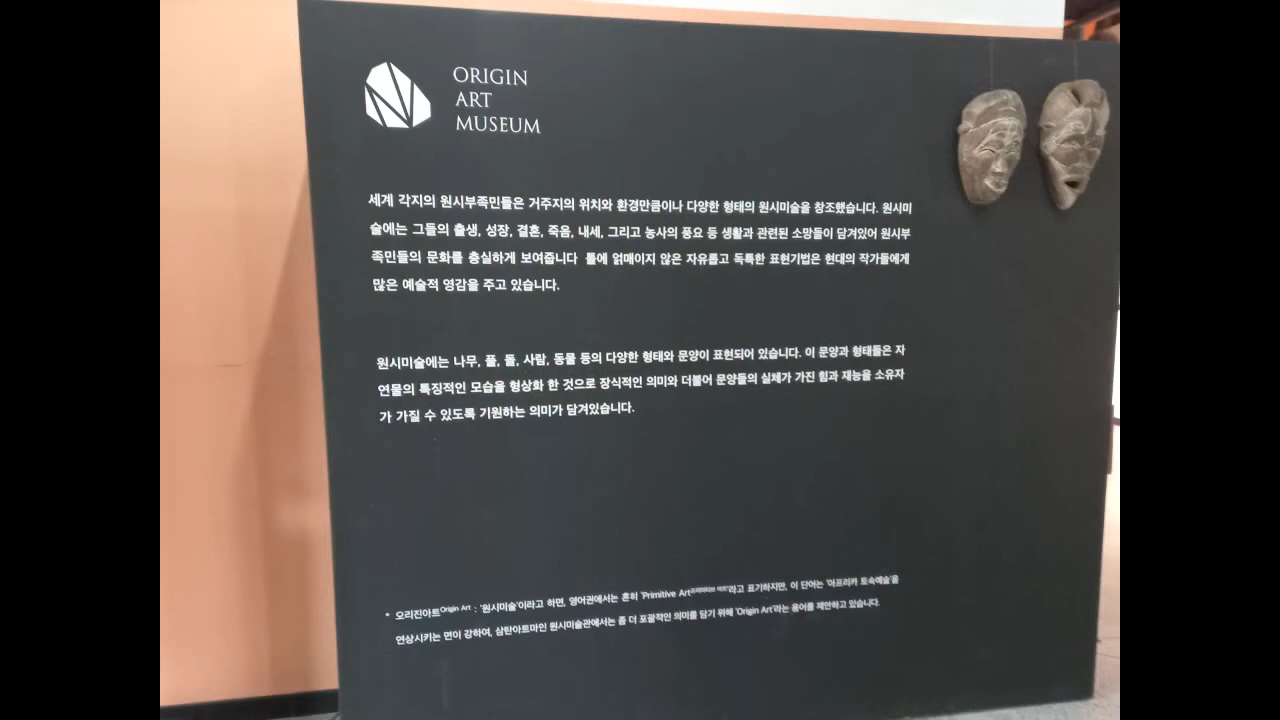 ORIGIN
ART
MUSEUM
세계 각지의 원시부족민들은 거주지의 위치와 환경만큼이나 다양한 형태의 원시미술을 창조했습니다. 원시미
술에는 그들의 출생, 성장, 결혼, 죽음, 내세, 그리고 농사의 풍요 등 생활과 관련된 소망들이 담겨있어 원시부
족민들의 문화를 충실하게 보여줍니다 틀에 얽매이지 않은 자유롭고 독특한 표현기법은 현대의 작가들에게
많은 예술적 영감을 주고 있습니다.
원시미술에는 나무, 풀, 돌, 사람, 동물 등의 다양한 형태와 문양이 표현되어 있습니다. 이 문양과 형태들은 자
연물의 특징적인 모습을 형상화 한 것으로 장식적인 의미와 더불어 문양들의 실체가 가진 힘과 재능을 소유자
가 가질 수 있도록 기원하는 의미가 담겨있습니다.
* 오리진아트Origin Art : '원시미술'이라고 하면, 영어권에서는 흔히 'Primitive Art프리미티브 아트'라고 표기하지만, 이 단어는 '아프리카 토속예술'을
연상시키는 면이 강하여, 삼탄아트마인 원시미술관에서는 좀 더 포괄적인 의미를 담기 위해 'Origin Art'라는 용어를 제안하고 있습니다.